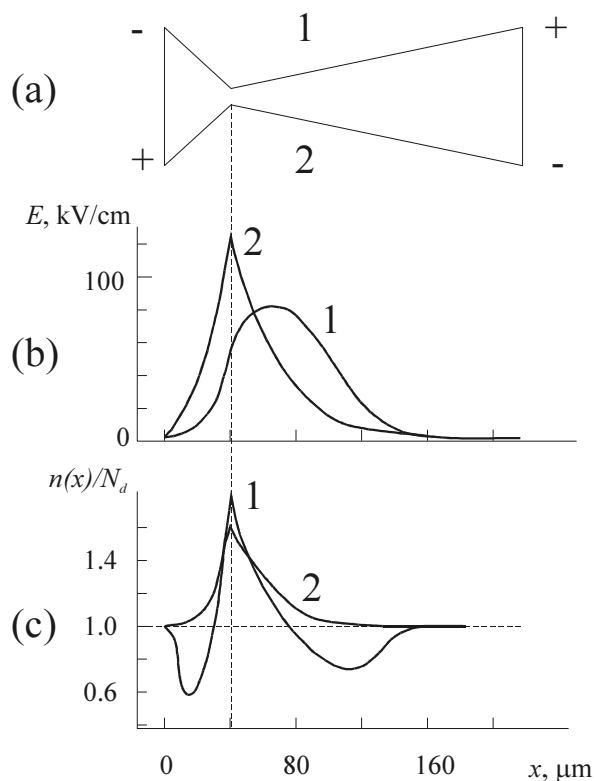 - 1 +
(a)
+ 2 -
E, kV/cm
2
100
1
(b)
0
n(x)/N_d
1
1.4
2
(c) 1.0
0.6
0 80 160 x, μm